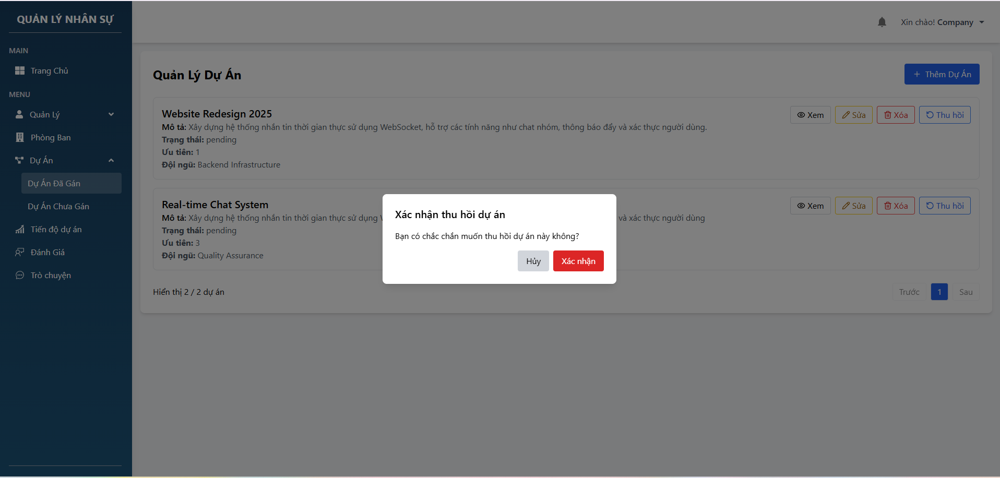 QUẢN LÝ NHÂN SỰ
MAIN
Trang Chủ
MENU
Quản Lý
Phòng Ban
Dự Án
Dự Án Đã Gán
Dự Án Chưa Gán
Tiến độ dự án
Đánh Giá
Trò chuyện
Xin chào! Company
Quản Lý Dự Án
+ Thêm Dự Án
Website Redesign 2025
Xem Sửa Xóa Thu hồi
Mô tả: Xây dựng hệ thống nhắn tin thời gian thực sử dụng WebSocket, hỗ trợ các tính năng như chat nhóm, thông báo đẩy và xác thực người dùng.
Trạng thái: pending
Ưu tiên: 1
Đội ngũ: Backend Infrastructure
Real-time Chat System
Xem Sửa Xóa Thu hồi
Mô tả: Xây dựng hệ thống nhắn tin thời gian thực sử dụng và xác thực người dùng
Trạng thái: pending
Ưu tiên: 3
Đội ngũ: Quality Assurance
Xác nhận thu hồi dự án
Bạn có chắc chắn muốn thu hồi dự án này không?
Hủy Xác nhận
Hiển thị 2 / 2 dự án
Trước 1 Sau